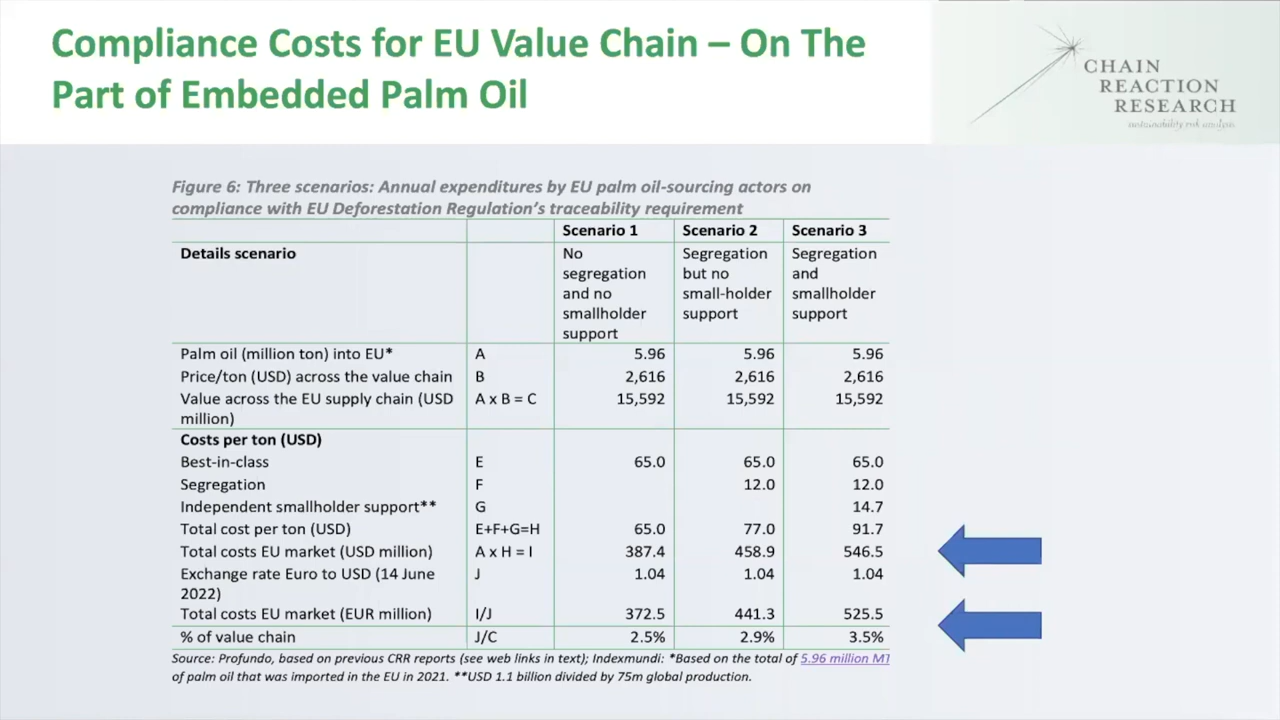 Compliance Costs for EU Value Chain – On The
Part of Embedded Palm Oil
CHAIN
REACTION
RESEARCH
sustainability risk analysis
Figure 6: Three scenarios: Annual expenditures by EU palm oil-sourcing actors on
compliance with EU Deforestation Regulation's traceability requirement
Scenario 1 Scenario 2 Scenario 3
Details scenario No segregation and no smallholder support Segregation but no small-holder support Segregation and smallholder support
Palm oil (million ton) into EU* A 5.96 5.96 5.96
Price/ton (USD) across the value chain B 2,616 2,616 2,616
Value across the EU supply chain (USD million) A x B = C 15,592 15,592 15,592
Costs per ton (USD)
Best-in-class E 65.0 65.0 65.0
Segregation F 12.0 12.0
Independent smallholder support** G 14.7
Total cost per ton (USD) E+F+G=H 65.0 77.0 91.7
Total costs EU market (USD million) A x H = I 387.4 458.9 546.5
Exchange rate Euro to USD (14 June 2022) J 1.04 1.04 1.04
Total costs EU market (EUR million) I/J 372.5 441.3 525.5
% of value chain J/C 2.5% 2.9% 3.5%
Source: Profundo, based on previous CRR reports (see web links in text); Indexmundi: *Based on the total of 5.96 million MT
of palm oil that was imported in the EU in 2021. **USD 1.1 billion divided by 75m global production.